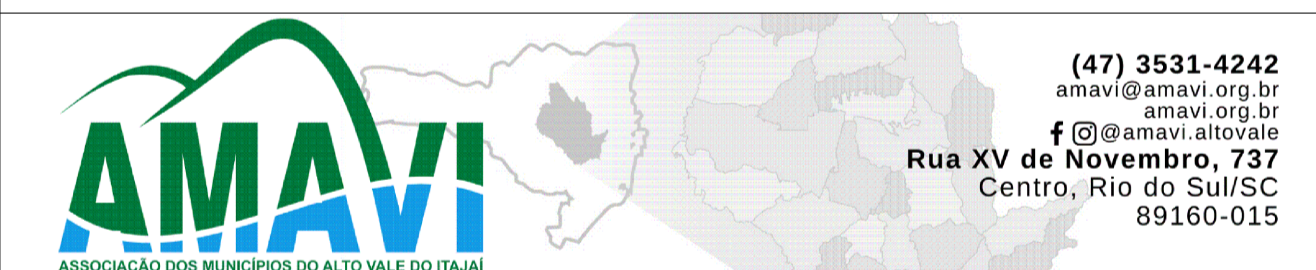 AMAVI
ASSOCIAÇÃO DOS MUNICÍPIOS DO ALTO VALE DO ITAJAÍ
(47) 3531-4242
amavi@amavi.org.br
amavi.org.br
@amavi.altovale
Rua XV de Novembro, 737
Centro, Rio do Sul/SC
89160-015